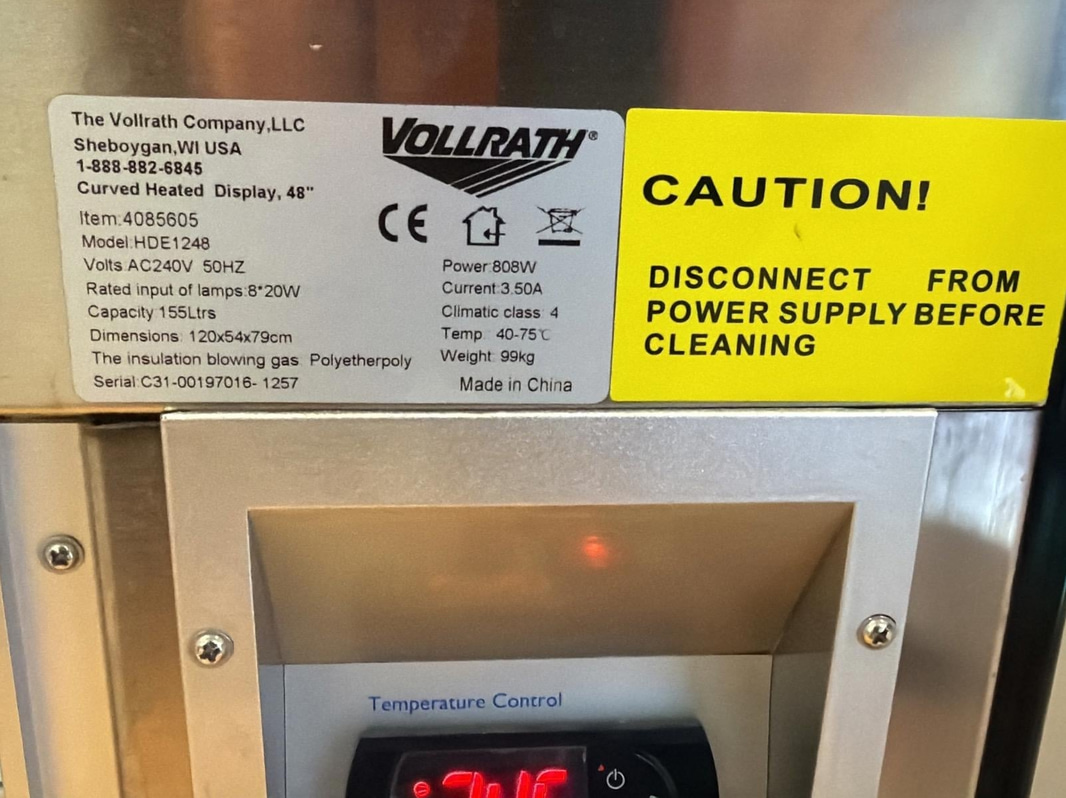 The Vollrath Company,LLC
Sheboygan,WI USA
1-888-882-6845
Curved Heated Display, 48"
Item:4085605
Model:HDE1248
Volts:AC240V 50HZ
Rated input of lamps:8*20W
Capacity:155Ltrs
Dimensions: 120x54x79cm
The insulation blowing gas: Polyetherpoly
Serial:C31-00197016- 1257
VOLLRATH®
CE
Power:808W
Current:3.50A
Climatic class: 4
Temp: 40-75℃
Weight: 99kg
Made in China
CAUTION!
DISCONNECT FROM
POWER SUPPLY BEFORE
CLEANING
Temperature Control